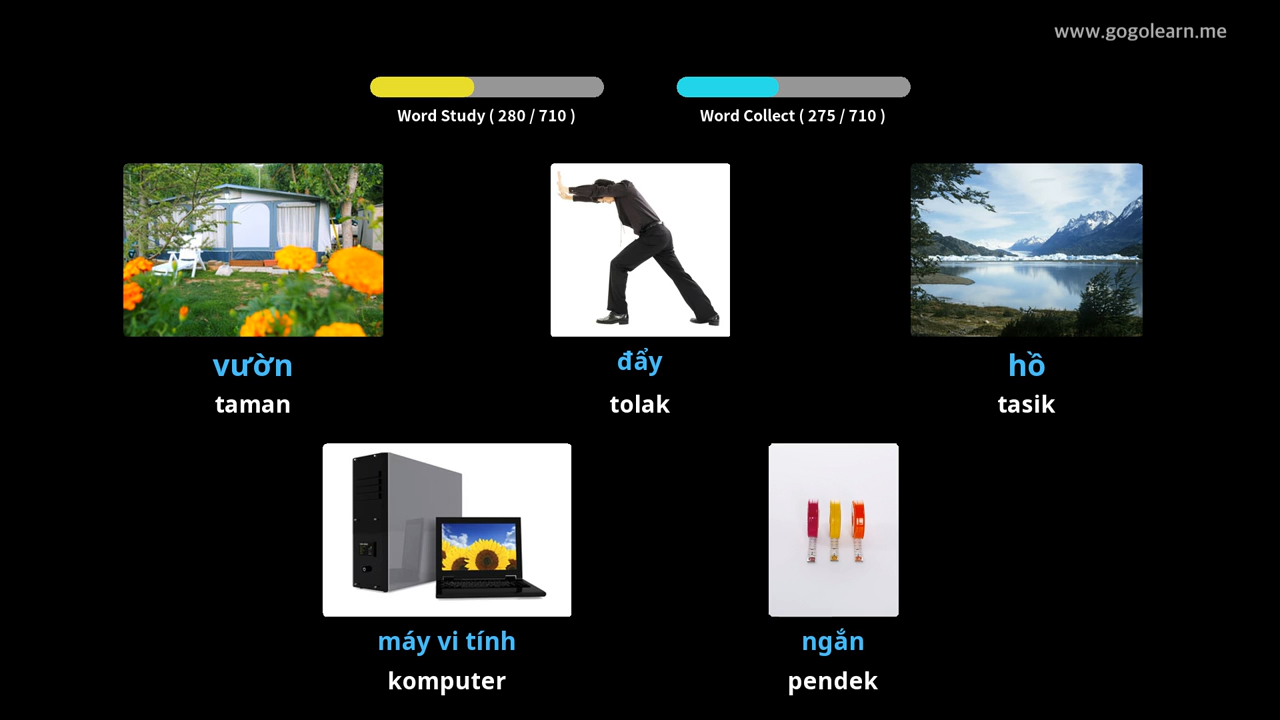 www.gogolearn.me
Word Study ( 280 / 710 )
Word Collect ( 275 / 710 )
vườn
đẩy
hồ
taman
tolak
tasik
máy vi tính
ngắn
komputer
pendek